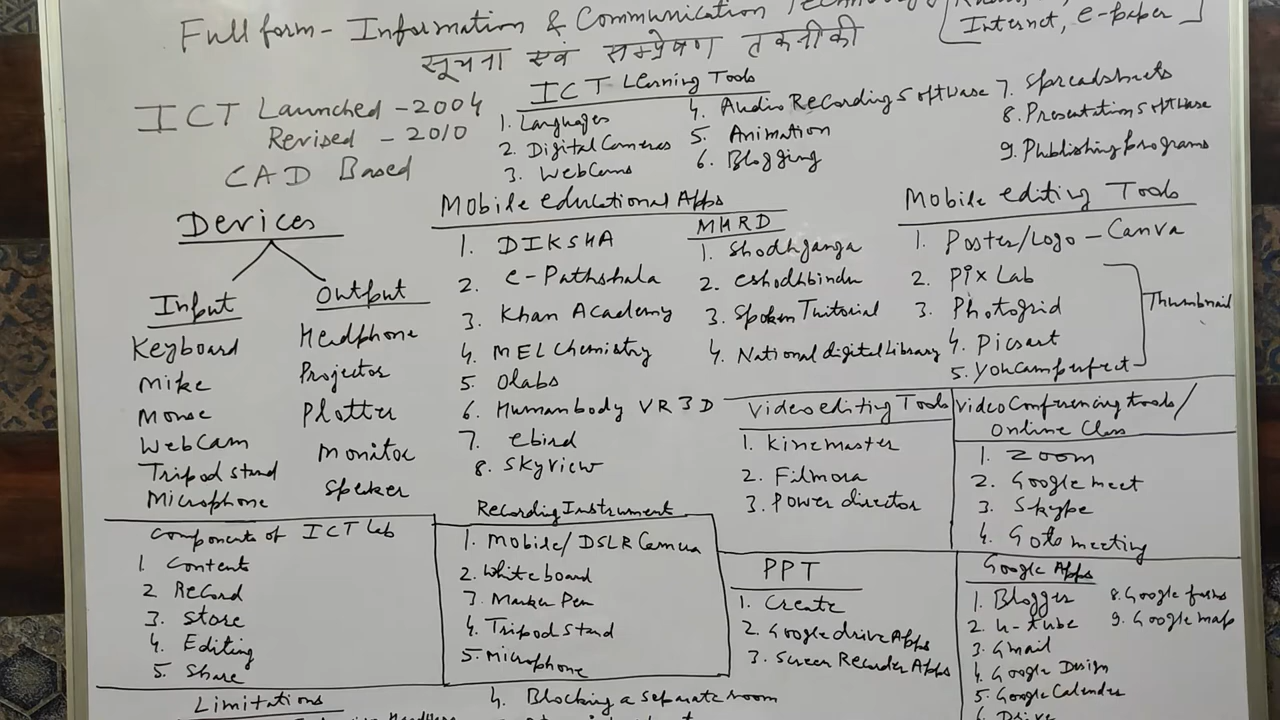 Full form - Information & Communication
Internet, e-paper
सूचना एवं सम्प्रेषण तकनीकी
ICT Launched - 2004
Revised - 2010
CAD Based
ICT Lerning Tools
1. Languages
2. Digital Cameras
3. Webcams
4. Audio Recording Software
5. Animation
6. Blogging
7. Spreadsheets
8. Presentation Software
9. Publishing Programs
Devices
Input
Keyboard
Mike
Mouse
WebCam
Tripod stand
Microphone
Output
Headphone
Projector
Plotter
Monitor
Speker
Mobile educational Apps
1. DIKSHA
2. e-Pathshala
3. Khan Academy
4. MEL Chemistry
5. Olabs
6. Humanbody VR 3D
7. ebird
8. Skyview
MHRD
1. Shodhganga
2. eshodhbindu
3. Spoken Tutorial
4. National digital Library
Mobile editing Tools
1. Poster/Logo - Canva
2. Pix Lab
3. Photogrid
4. Picsart
5. Youcamperfect
Thumbnail
Video editing Tools
1. Kinemaster
2. Filmora
3. Power director
Video Conferencing tools/
Online Class
1. Zoom
2. Google meet
3. Skype
4. Goto meeting
Components of ICT Lab
1 Contents
2 Record
3. Store
4. Editing
5. Share
Recording Instrument
1. Mobile/DSLR Camera
2. White board
3. Marker Pen
4. Tripod stand
5. Microphone
PPT
1. Create
2. Google drive Apps
3. Screen Recorder Apps
Google Apps
1. Blogger
2. U-tube
3. Gmail
4. Google Design
5. Google Calender
6. Drive
8. Google forms
9. Google map
Limitations
4. Blocking a separate room